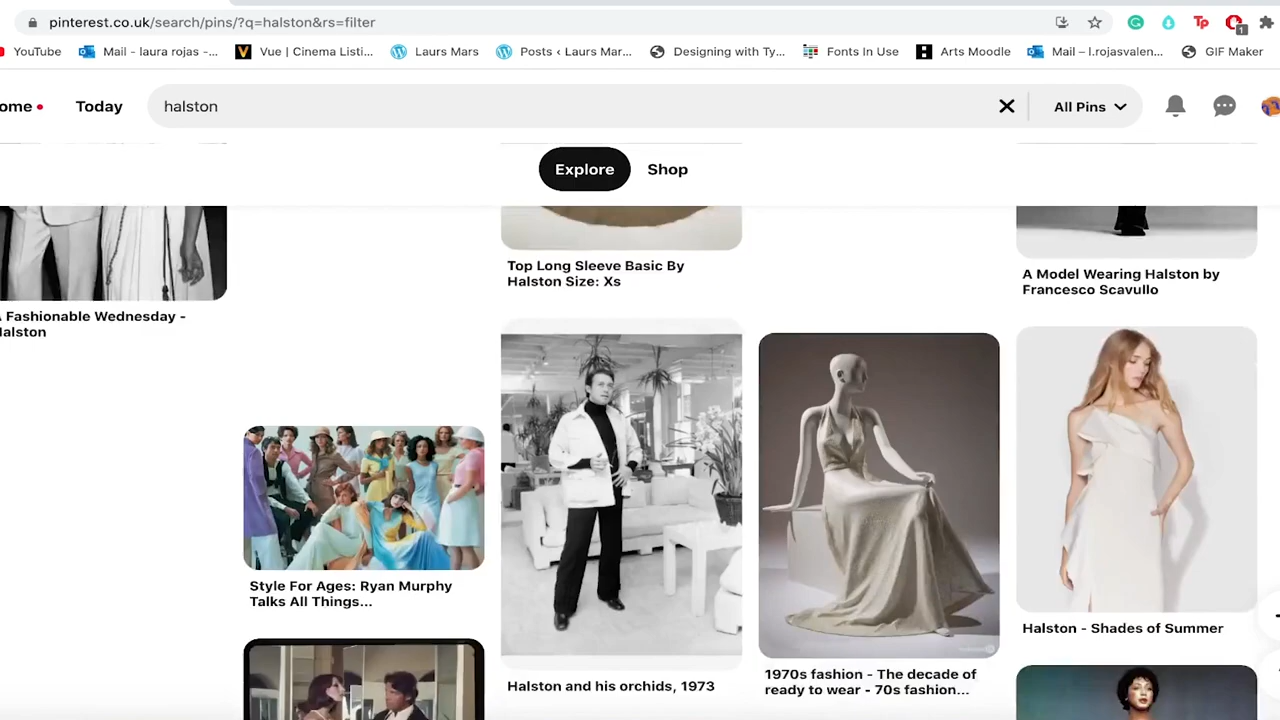 pinterest.co.uk/search/pins/?q=halston&rs=filter
YouTube Mail - laura rojas -... Vue | Cinema Listi... Laurs Mars Posts ‹ Laurs Mar... Designing with Ty... Fonts In Use Arts Moodle Mail – l.rojasvalen... GIF Maker
ome Today halston All Pins
Explore Shop
A Fashionable Wednesday -
Halston
Top Long Sleeve Basic By
Halston Size: Xs
A Model Wearing Halston by
Francesco Scavullo
Style For Ages: Ryan Murphy
Talks All Things...
Halston and his orchids, 1973
1970s fashion - The decade of
ready to wear - 70s fashion...
Halston - Shades of Summer